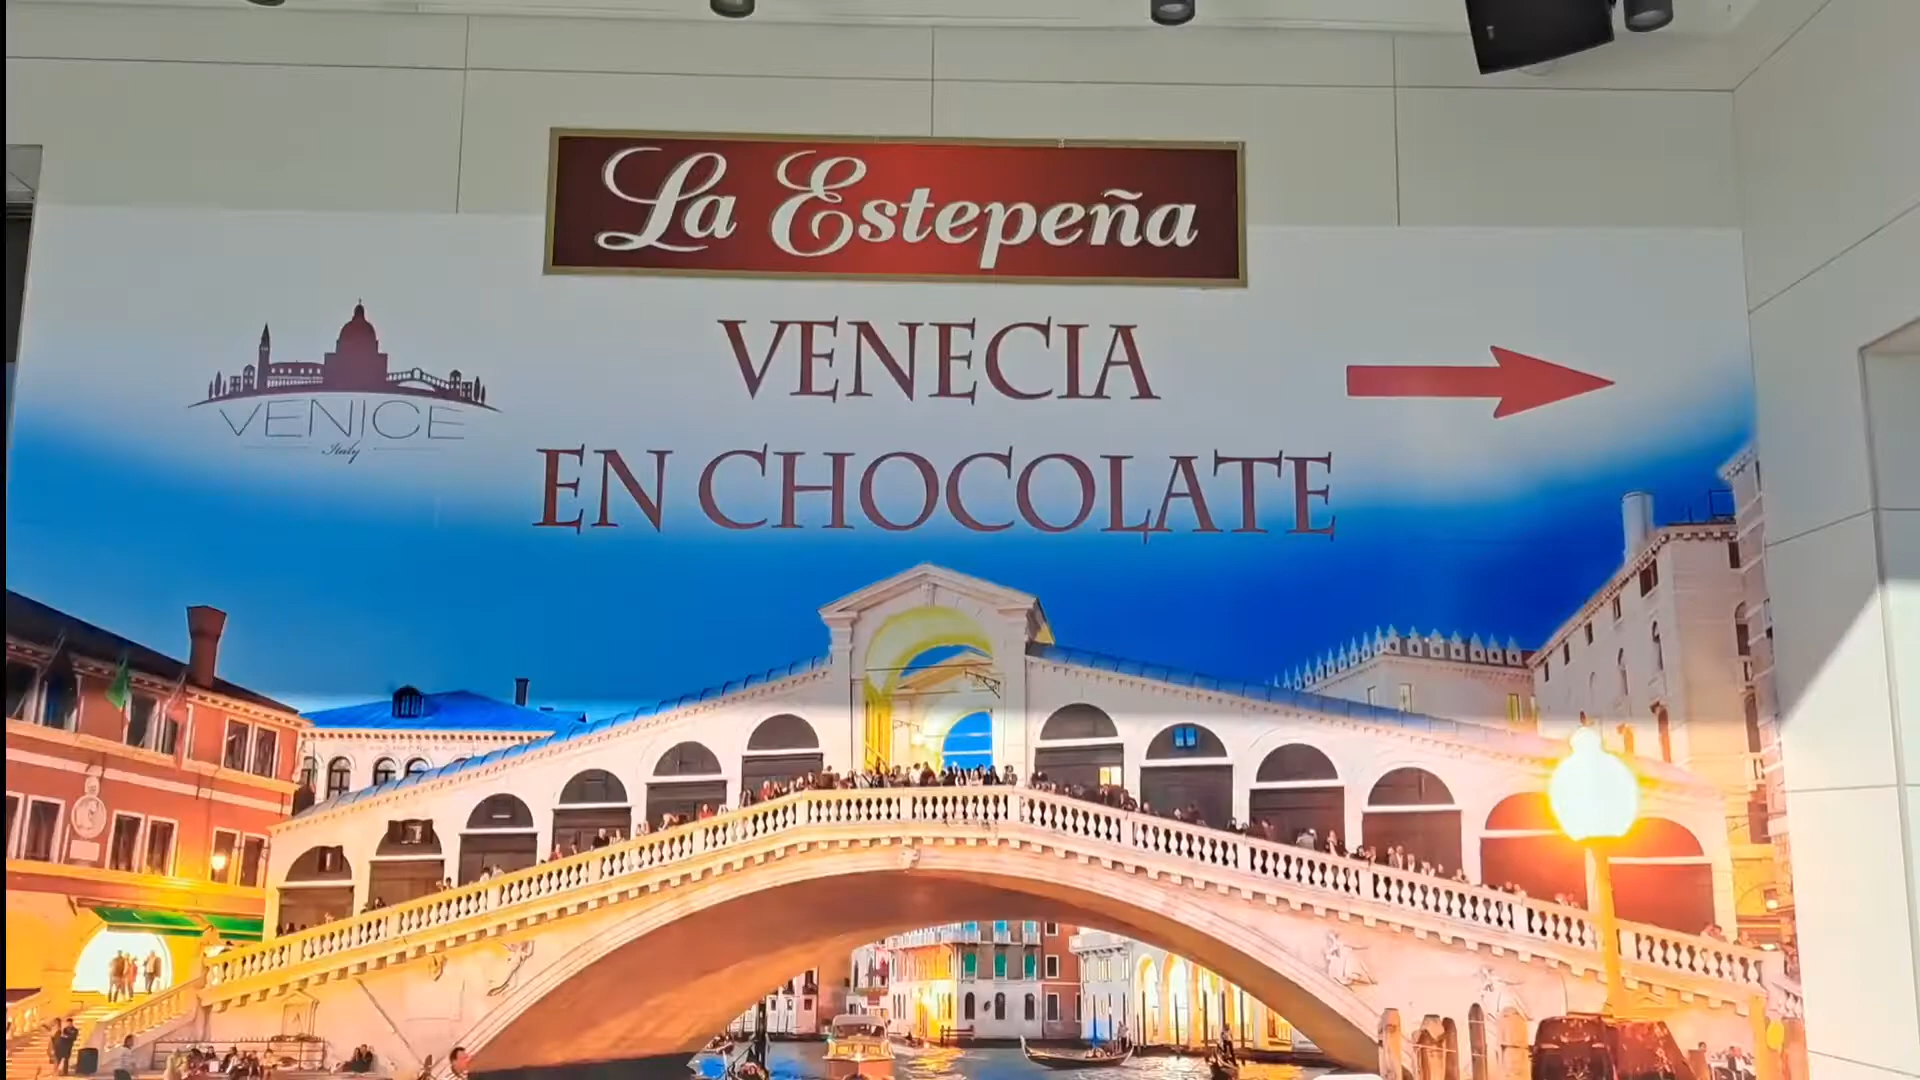 La Estepeña
VENECIA
EN CHOCOLATE
VENICE
Italy